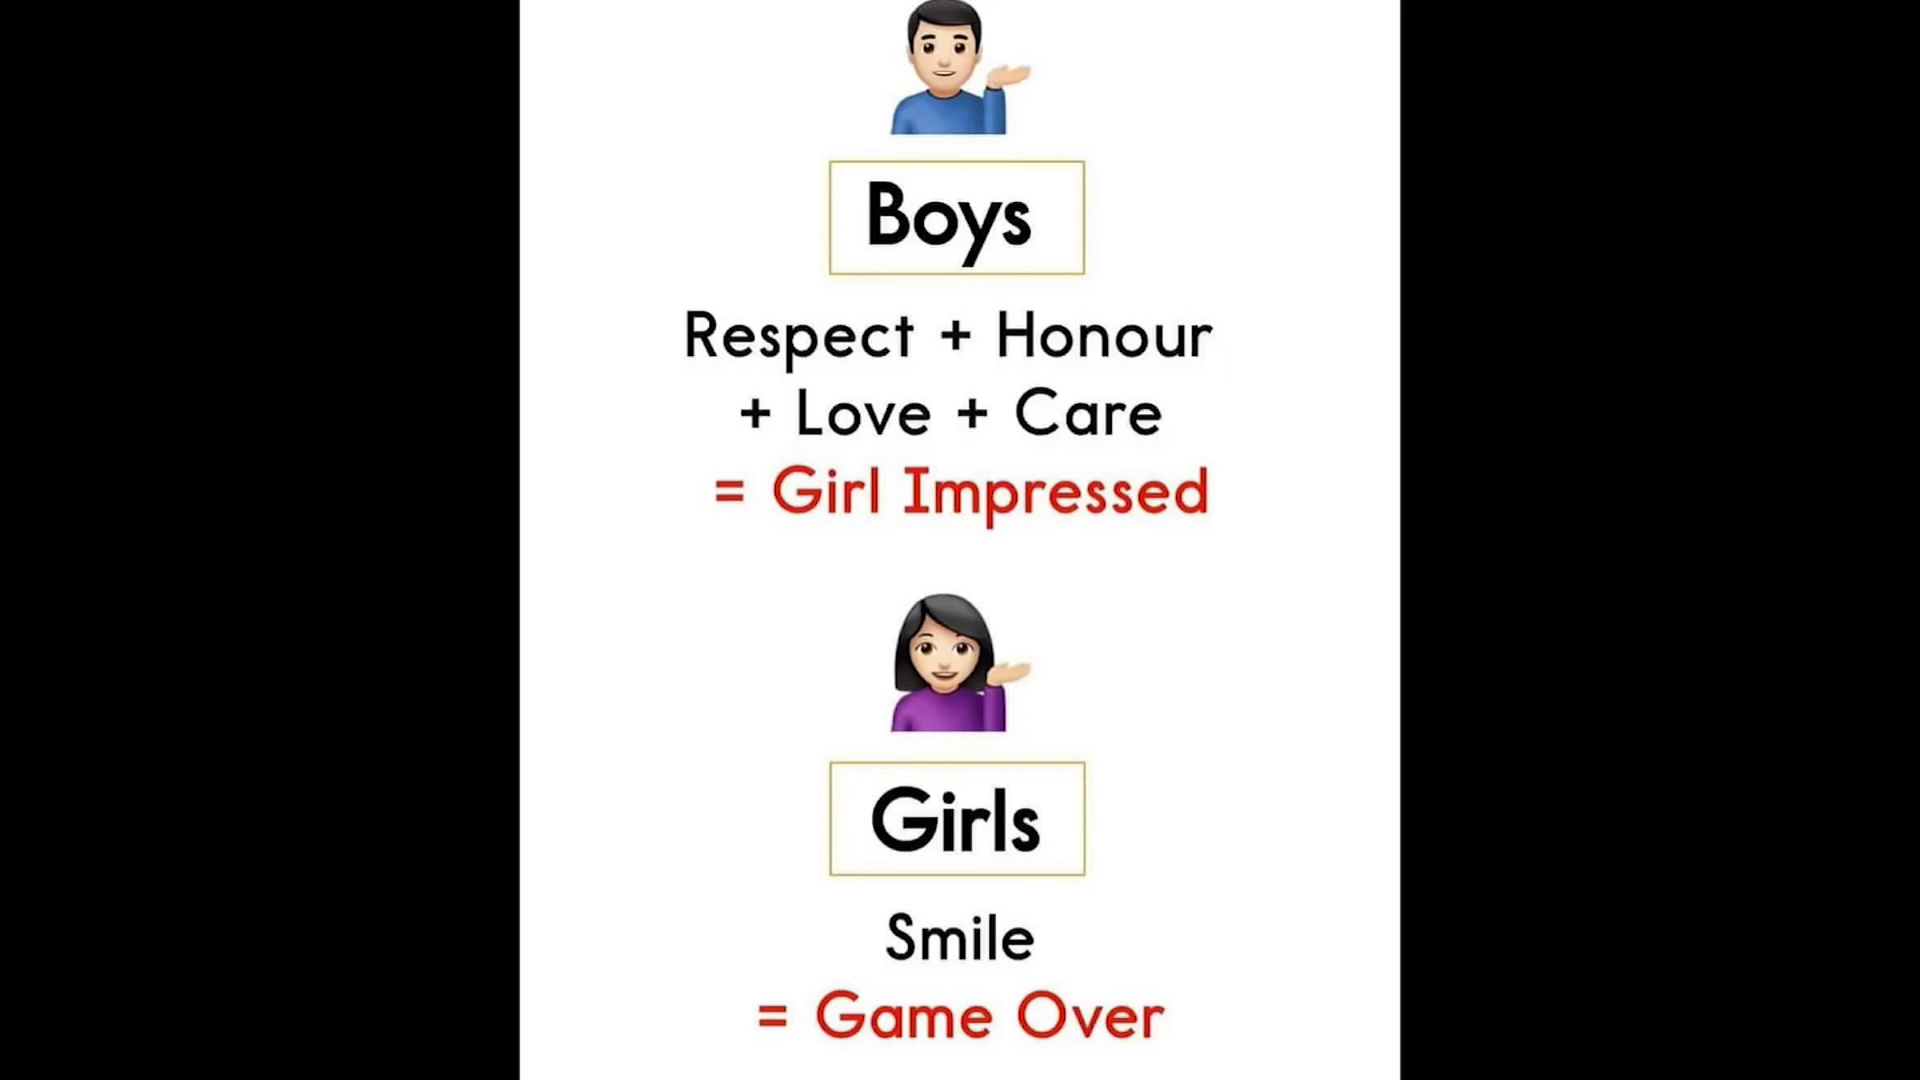 Boys
Respect + Honour
+ Love + Care
= Girl Impressed
Girls
Smile
= Game Over